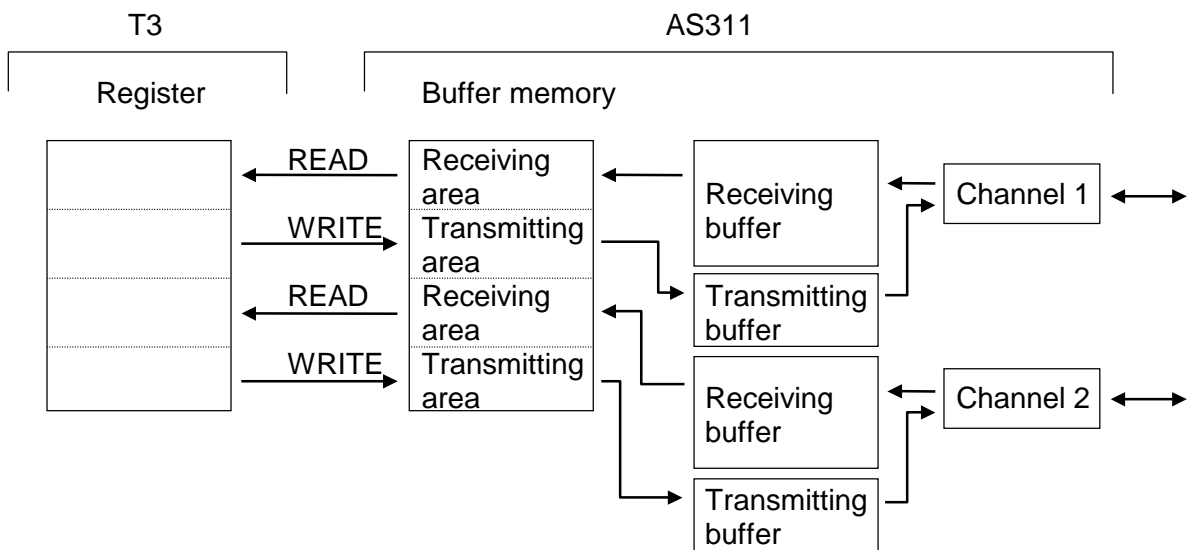 T3
AS311
Register
Buffer memory
READ
Receiving
area
Receiving
buffer
Channel 1
WRITE
Transmitting
area
Transmitting
buffer
READ
Receiving
area
WRITE
Transmitting
area
Receiving
buffer
Channel 2
Transmitting
buffer